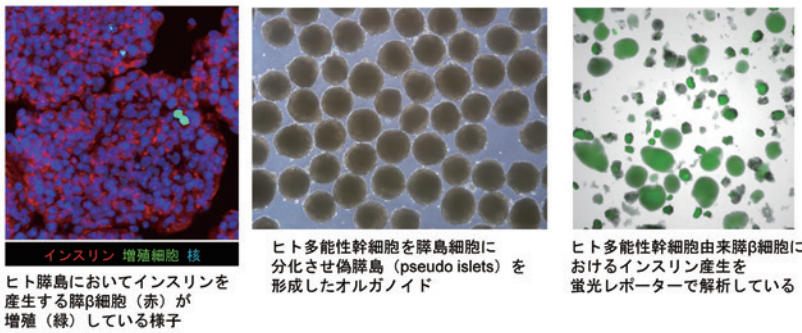 インスリン 増殖細胞 核
ヒト膵島においてインスリンを
産生する膵β細胞（赤）が
増殖（緑）している様子
ヒト多能性幹細胞を膵島細胞に
分化させ偽膵島（pseudo islets）を
形成したオルガノイド
ヒト多能性幹細胞由来膵β細胞に
おけるインスリン産生を
蛍光レポーターで解析している